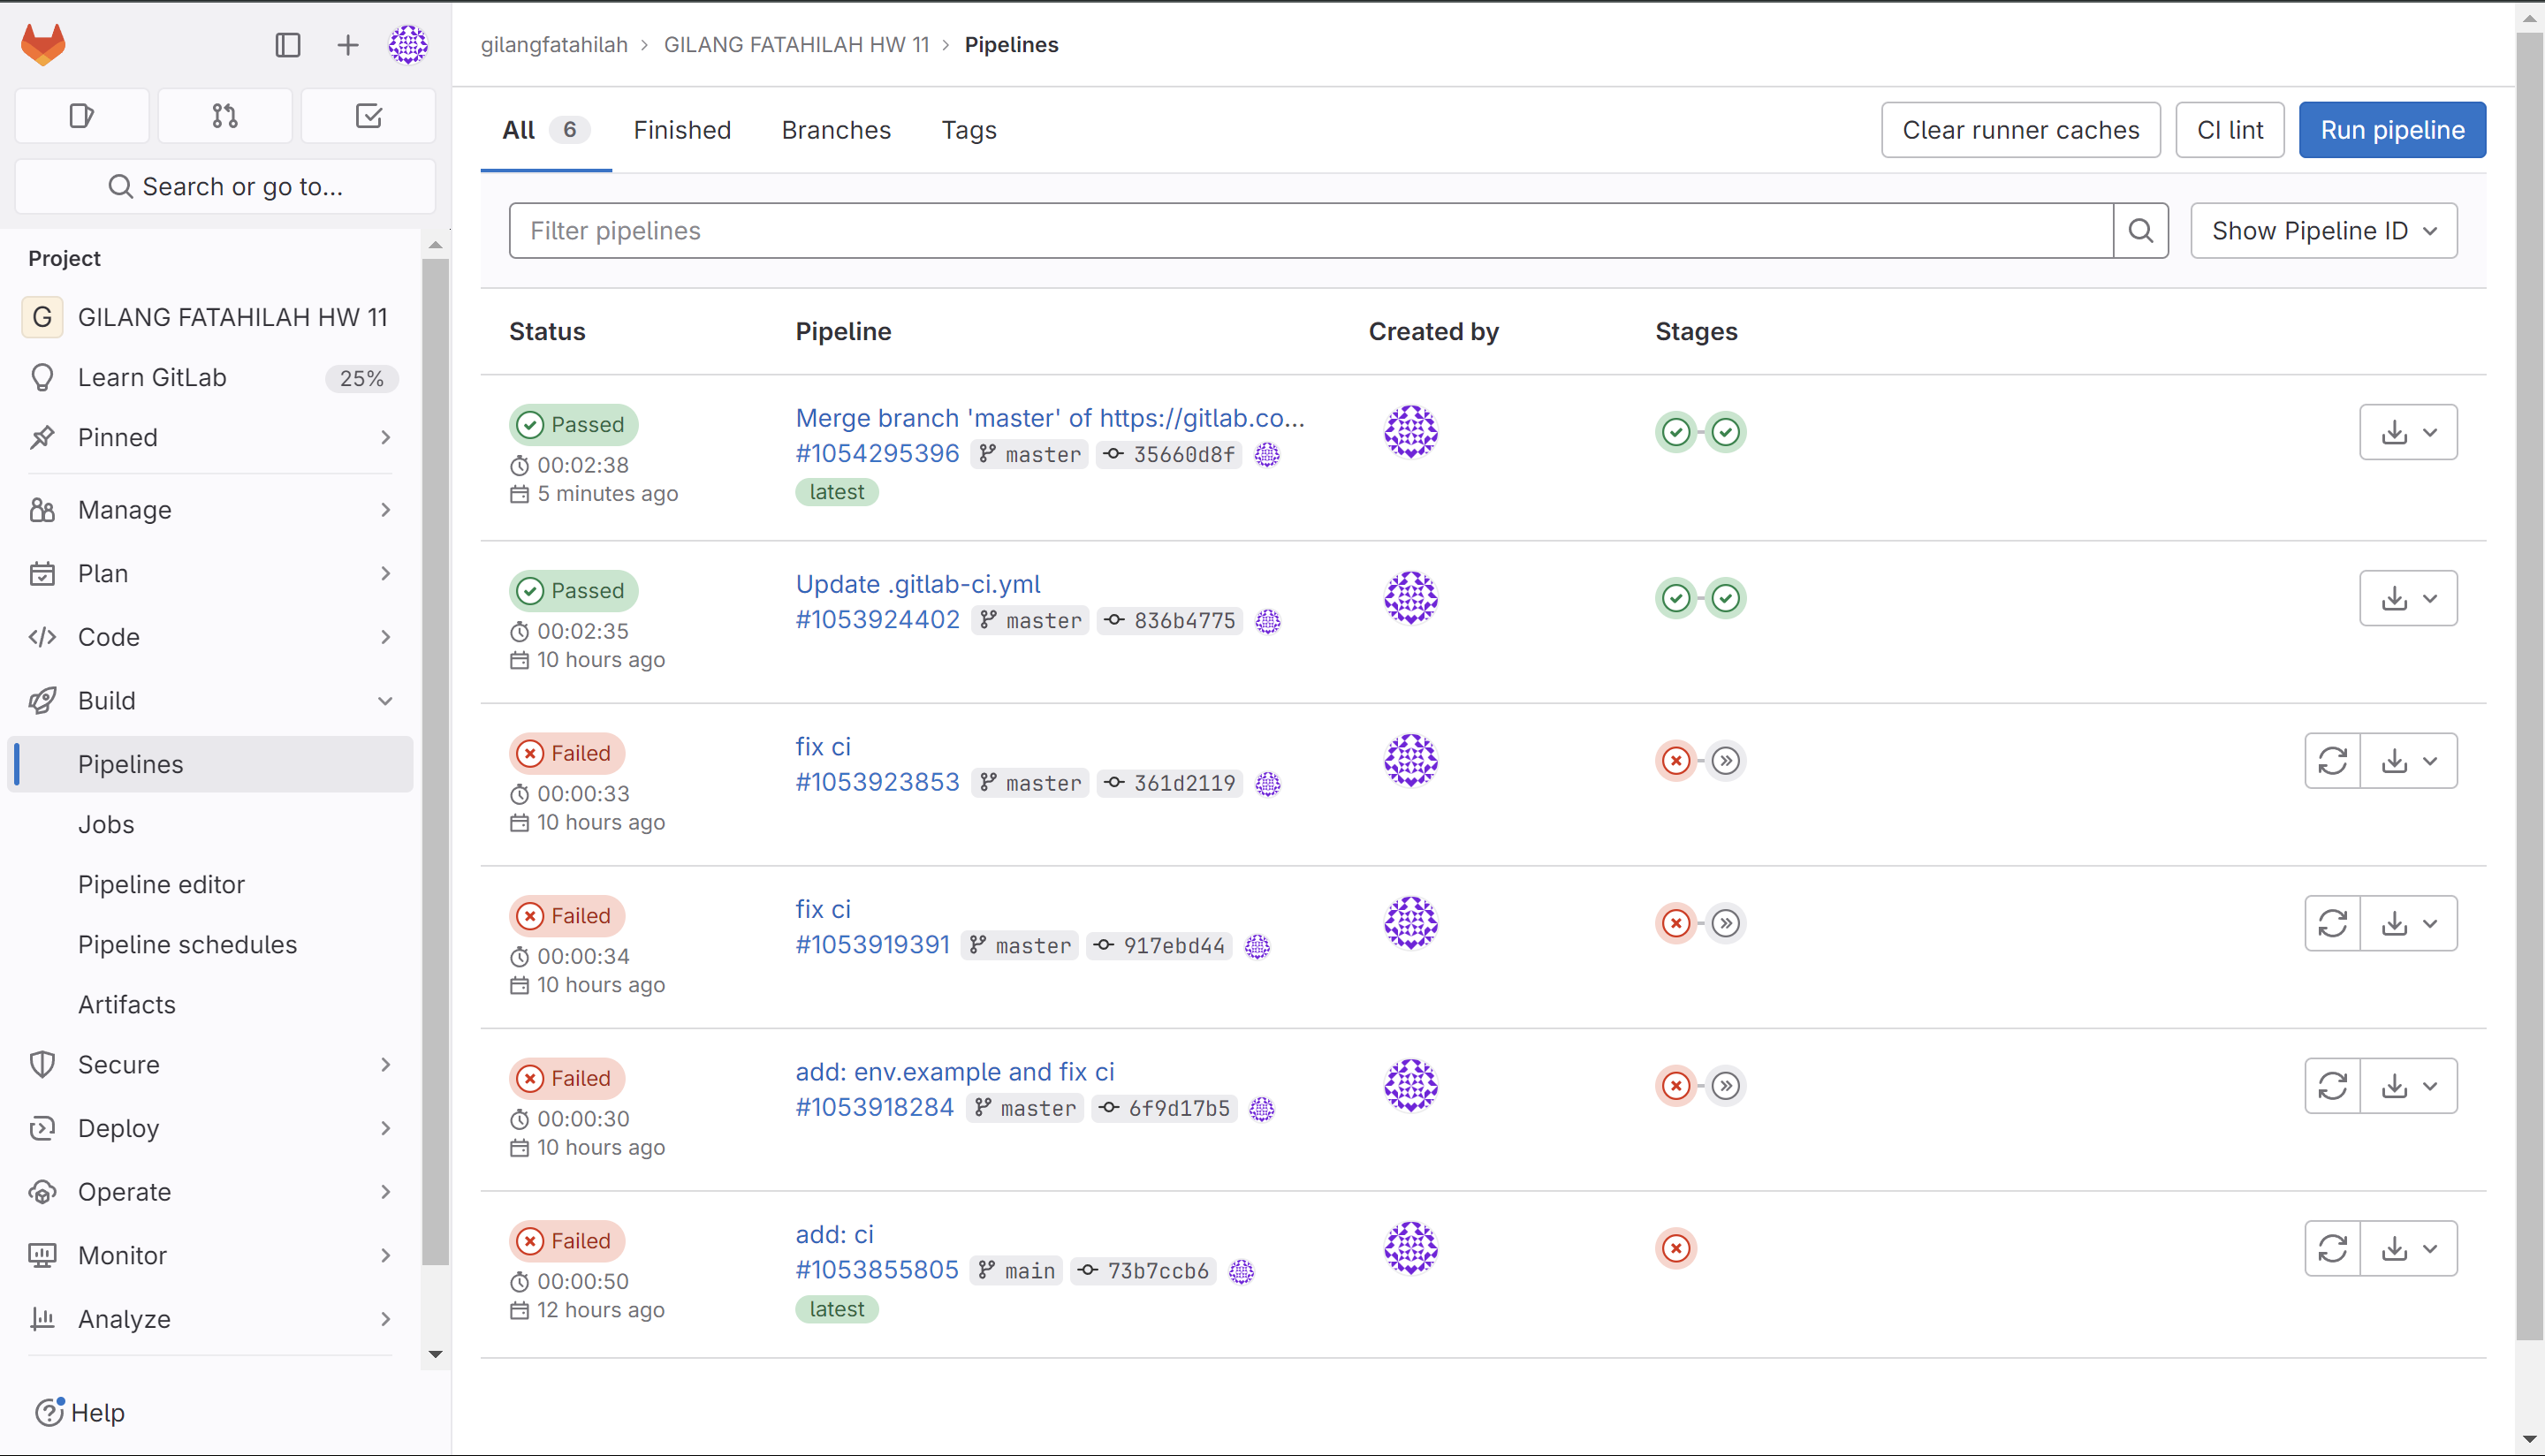 gilangfatahilah › GILANG FATAHILAH HW 11 › Pipelines
Search or go to...
Project
G GILANG FATAHILAH HW 11
Learn GitLab 25%
Pinned
Manage
Plan
Code
Build
Pipelines
Jobs
Pipeline editor
Pipeline schedules
Artifacts
Secure
Deploy
Operate
Monitor
Analyze
Help
All 6 Finished Branches Tags
Clear runner caches CI lint Run pipeline
Filter pipelines Show Pipeline ID
Status Pipeline Created by Stages
Passed
00:02:38
5 minutes ago
Merge branch 'master' of https://gitlab.co...
#1054295396 master 35660d8f
latest
Passed
00:02:35
10 hours ago
Update .gitlab-ci.yml
#1053924402 master 836b4775
Failed
00:00:33
10 hours ago
fix ci
#1053923853 master 361d2119
Failed
00:00:34
10 hours ago
fix ci
#1053919391 master 917ebd44
Failed
00:00:30
10 hours ago
add: env.example and fix ci
#1053918284 master 6f9d17b5
Failed
00:00:50
12 hours ago
add: ci
#1053855805 main 73b7ccb6
latest